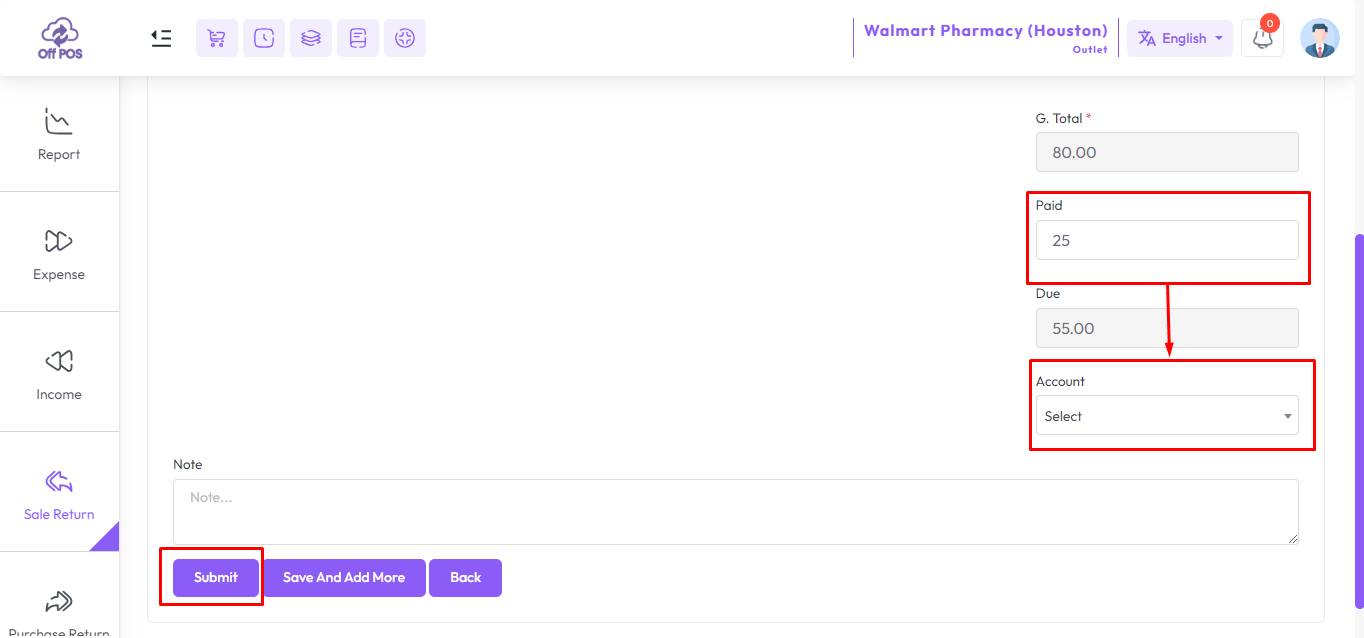 Off POS
Walmart Pharmacy (Houston)
Outlet
English
0
Report
Expense
Income
Sale Return
Purchase Return
G. Total *
80.00
Paid
25
Due
55.00
Account
Select
Note
Note...
Submit
Save And Add More
Back